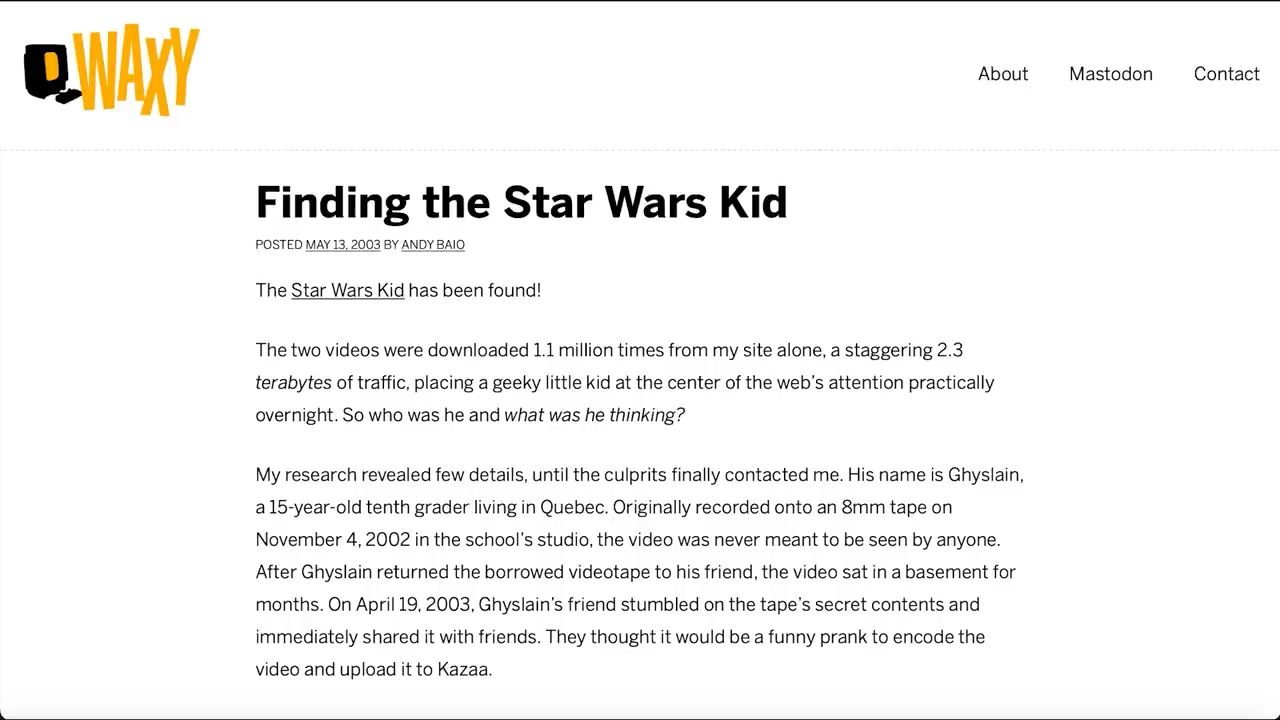 WAXY
About
Mastodon
Contact
Finding the Star Wars Kid
POSTED MAY 13, 2003 BY ANDY BAIO
The Star Wars Kid has been found!
The two videos were downloaded 1.1 million times from my site alone, a staggering 2.3
terabytes of traffic, placing a geeky little kid at the center of the web’s attention practically
overnight. So who was he and what was he thinking?
My research revealed few details, until the culprits finally contacted me. His name is Ghyslain,
a 15-year-old tenth grader living in Quebec. Originally recorded onto an 8mm tape on
November 4, 2002 in the school’s studio, the video was never meant to be seen by anyone.
After Ghyslain returned the borrowed videotape to his friend, the video sat in a basement for
months. On April 19, 2003, Ghyslain’s friend stumbled on the tape’s secret contents and
immediately shared it with friends. They thought it would be a funny prank to encode the
video and upload it to Kazaa.